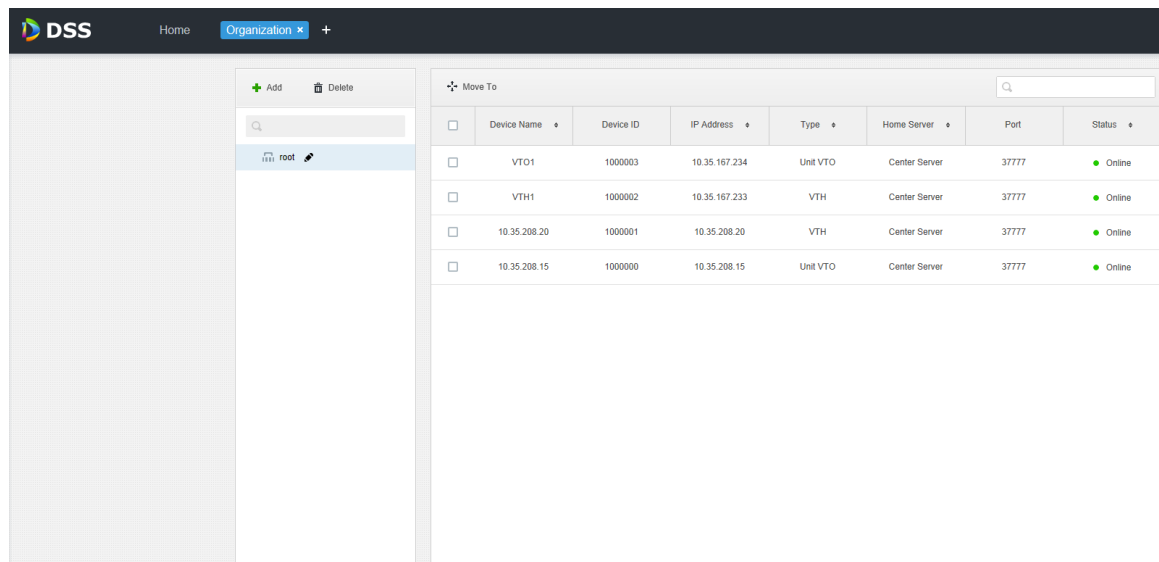 DSS Home Organization × +
Add Delete
Move To
root
Device Name Device ID IP Address Type Home Server Port Status
VTO1 1000003 10.35.167.234 Unit VTO Center Server 37777 Online
VTH1 1000002 10.35.167.233 VTH Center Server 37777 Online
10.35.208.20 1000001 10.35.208.20 VTH Center Server 37777 Online
10.35.208.15 1000000 10.35.208.15 Unit VTO Center Server 37777 Online